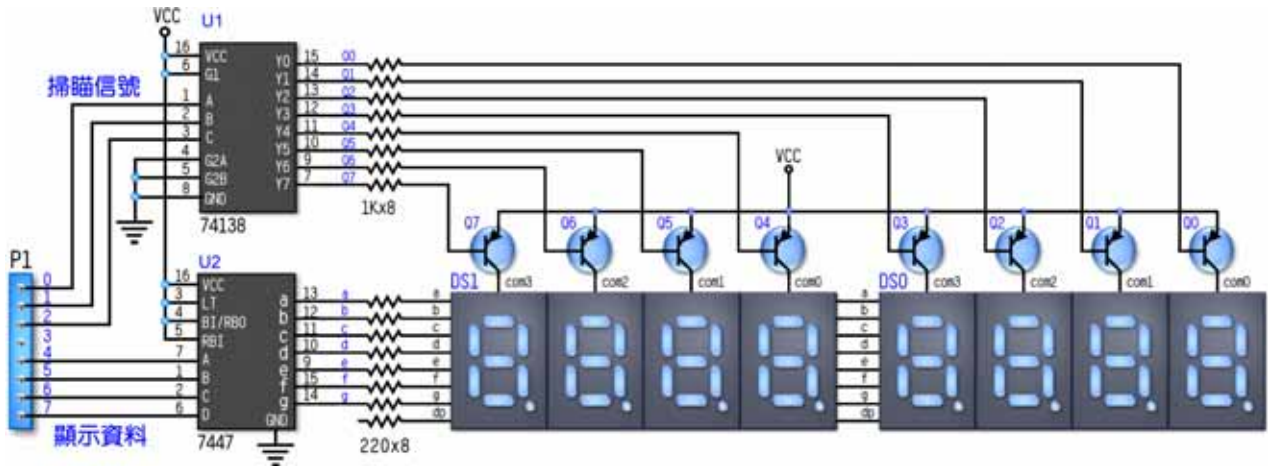 VCC
U1
16
VCC
6
G1
掃瞄信號
1
A
2
B
3
C
4
G2A
5
G2B
8
GND
Y0
15
Q0
Y1
14
Q1
Y2
13
Q2
Y3
12
Q3
Y4
11
Q4
Y5
10
Q5
Y6
9
Q6
Y7
7
Q7
74138
1Kx8
VCC
Q7
Q6
Q5
Q4
Q3
Q2
Q1
Q0
P1
0
1
2
3
4
5
6
7
顯示資料
U2
16
VCC
3
LT
4
BI/RBO
5
RBI
7
A
1
B
2
C
6
D
GND
a
13
a
b
12
b
c
11
c
d
10
d
e
9
e
f
15
f
g
14
g
7447
220x8
DS1
com3
com2
com1
com0
a
b
c
d
e
f
g
dp
DS0
com3
com2
com1
com0
a
b
c
d
e
f
g
dp